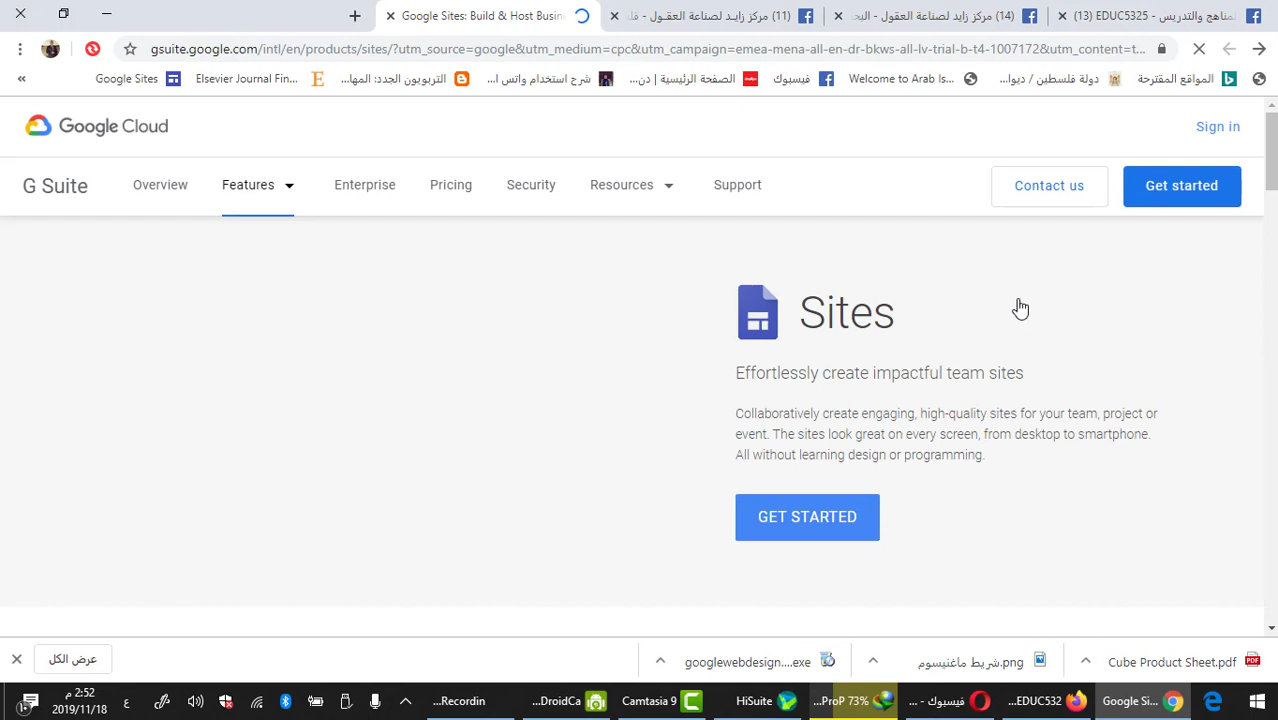 Google Sites: Build & Host Busin
(11) مركز زايد لصناعة العقول - فل
(14) مركز زايد لصناعة العقول - البح
(13) EDUC5325 - لمناهج والتدريس
gsuite.google.com/intl/en/products/sites/?utm_source=google&utm_medium=cpc&utm_campaign=emea-mena-all-en-dr-bkws-all-lv-trial-b-t4-1007172&utm_content=t...
Google Sites
Elsevier Journal Fin...
التربويون الجدد: المها...
شرح استخدام واتس ا...
الصفحة الرئيسية | دن...
فيسبوك
Welcome to Arab Is...
دولة فلسطين / ديوا...
المواقع المقترحة
Google Cloud
Sign in
G Suite
Overview
Features
Enterprise
Pricing
Security
Resources
Support
Contact us
Get started
Sites
Effortlessly create impactful team sites
Collaboratively create engaging, high-quality sites for your team, project or
event. The sites look great on every screen, from desktop to smartphone.
All without learning design or programming.
GET STARTED
عرض الكل
googlewebdesign....exe
شريط ماغنيسوم.png
Cube Product Sheet.pdf
2:52 م
2019/11/18
ع
...Recordin
...DroidCa
Camtasia 9
HiSuite
...ProP 73%
فيسبوك - ...
...EDUC532
Google Si...